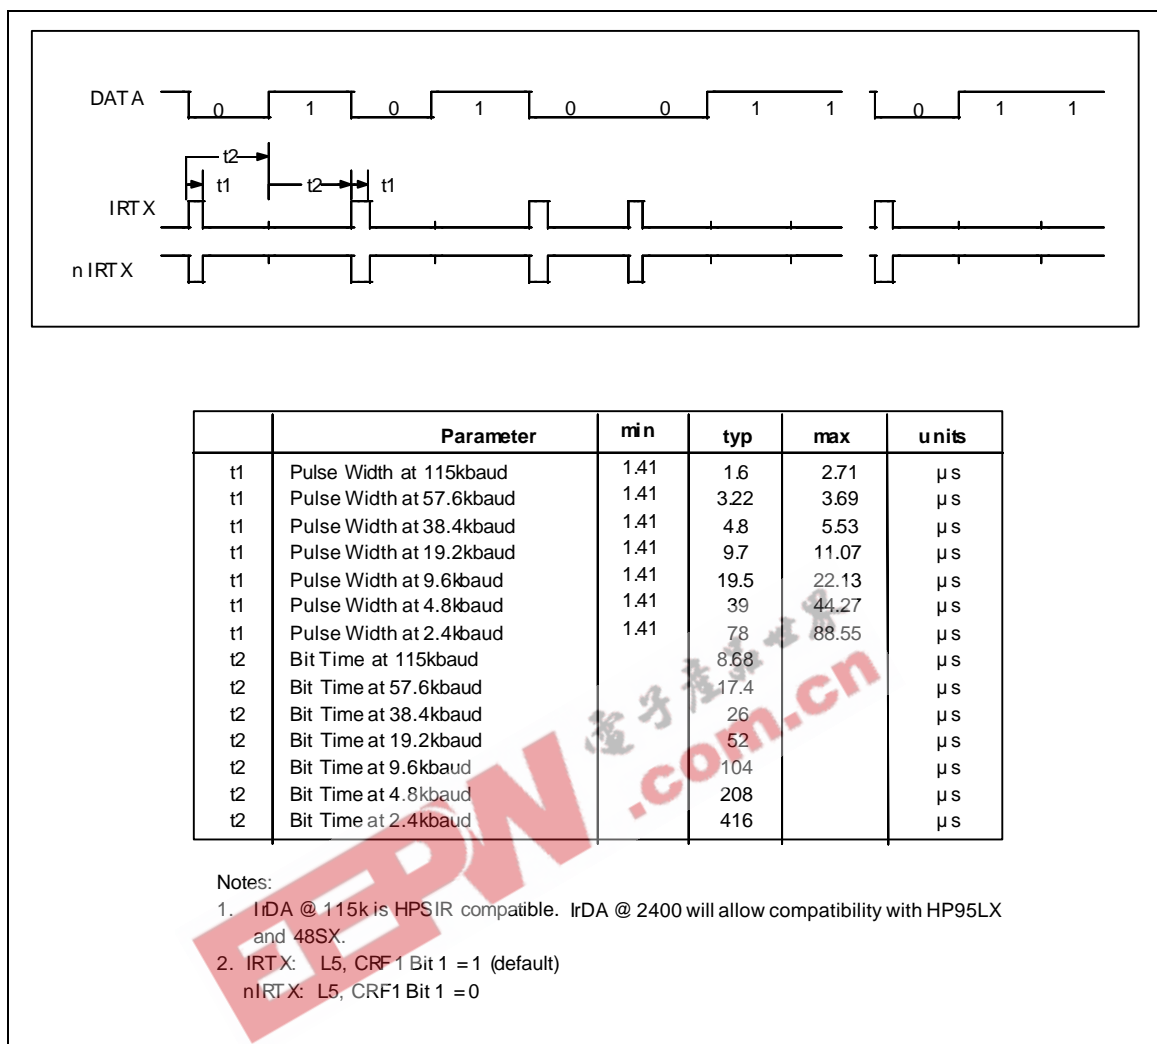 DATA 0 1 0 1 0 0 1 1 0 1 1
t2
t1 t2 t1
IRTX
nIRTX
Parameter min typ max units
t1 Pulse Width at 115kbaud 1.41 1.6 2.71 µs
t1 Pulse Width at 57.6kbaud 1.41 3.22 3.69 µs
t1 Pulse Width at 38.4kbaud 1.41 4.8 5.53 µs
t1 Pulse Width at 19.2kbaud 1.41 9.7 11.07 µs
t1 Pulse Width at 9.6kbaud 1.41 19.5 22.13 µs
t1 Pulse Width at 4.8kbaud 1.41 39 44.27 µs
t1 Pulse Width at 2.4kbaud 1.41 78 88.55 µs
t2 Bit Time at 115kbaud 8.68 µs
t2 Bit Time at 57.6kbaud 17.4 µs
t2 Bit Time at 38.4kbaud 26 µs
t2 Bit Time at 19.2kbaud 52 µs
t2 Bit Time at 9.6kbaud 104 µs
t2 Bit Time at 4.8kbaud 208 µs
t2 Bit Time at 2.4kbaud 416 µs
電子產品世界
EEPW.com.cn
Notes:
1. IrDA @ 115k is HPSIR compatible. IrDA @ 2400 will allow compatibility with HP95LX
and 48SX.
2. IRTX: L5, CRF1 Bit 1 = 1 (default)
nIRTX: L5, CRF1 Bit 1 = 0